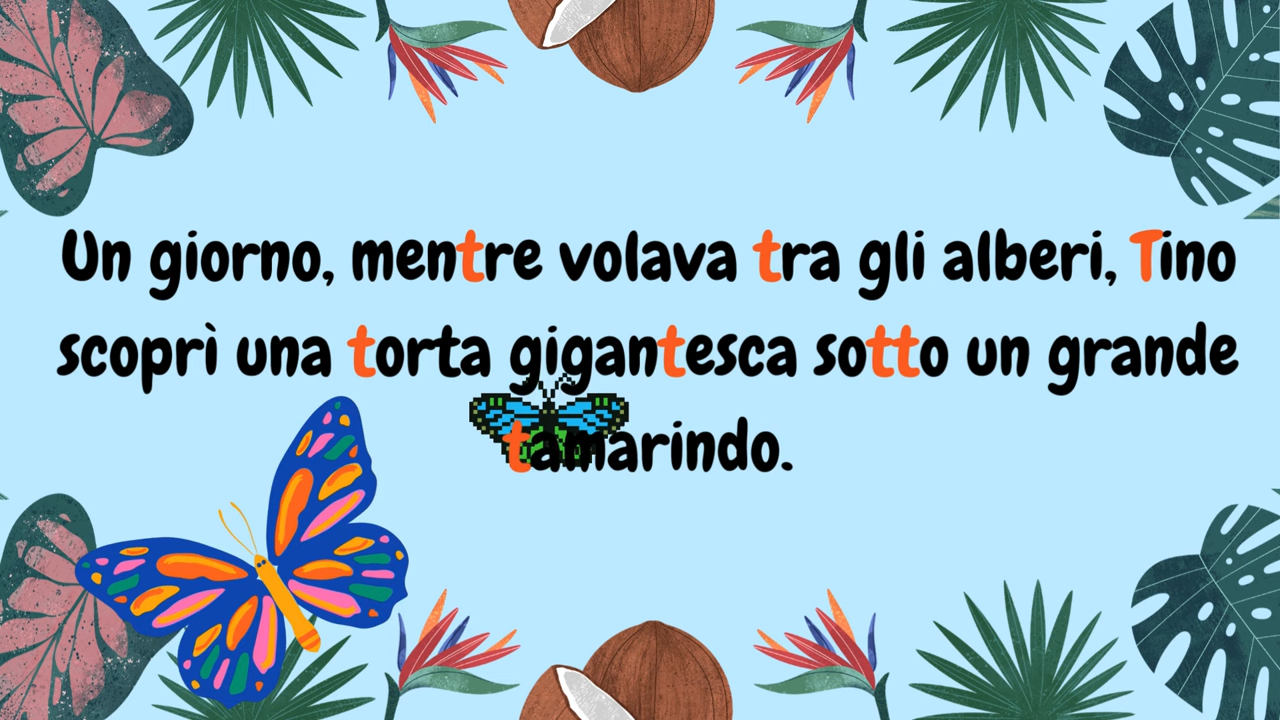 Un giorno, mentre volava tra gli alberi, Tino
scoprì una torta gigantesca sotto un grande
tamarindo.